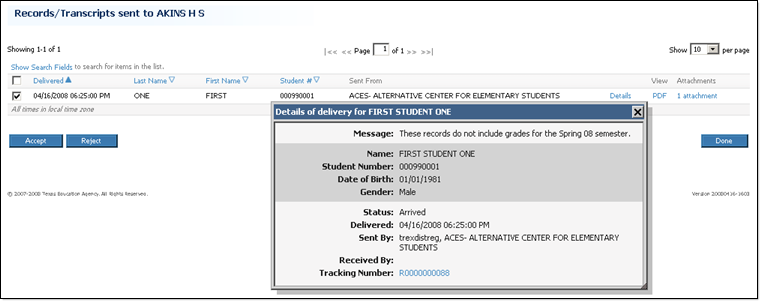 Records/Transcripts sent to AKINS H S
Showing 1-1 of 1
|<< << Page 1 of 1 >> >>|
Show 10 per page
Show Search Fields to search for items in the list.
Delivered Last Name First Name Student # Sent From View Attachments
04/16/2008 06:25:00 PM ONE FIRST 000990001 ACES- ALTERNATIVE CENTER FOR ELEMENTARY STUDENTS Details PDF 1 attachment
All times in local time zone
Accept Reject Done
Details of delivery for FIRST STUDENT ONE
Message: These records do not include grades for the Spring 08 semester.
Name: FIRST STUDENT ONE
Student Number: 000990001
Date of Birth: 01/01/1981
Gender: Male
Status: Arrived
Delivered: 04/16/2008 06:25:00 PM
Sent By: trexdistreg, ACES- ALTERNATIVE CENTER FOR ELEMENTARY
STUDENTS
Received By:
Tracking Number: R0000000088
© 2007-2008 Texas Education Agency. All Rights Reserved.
Version 20080416-1603